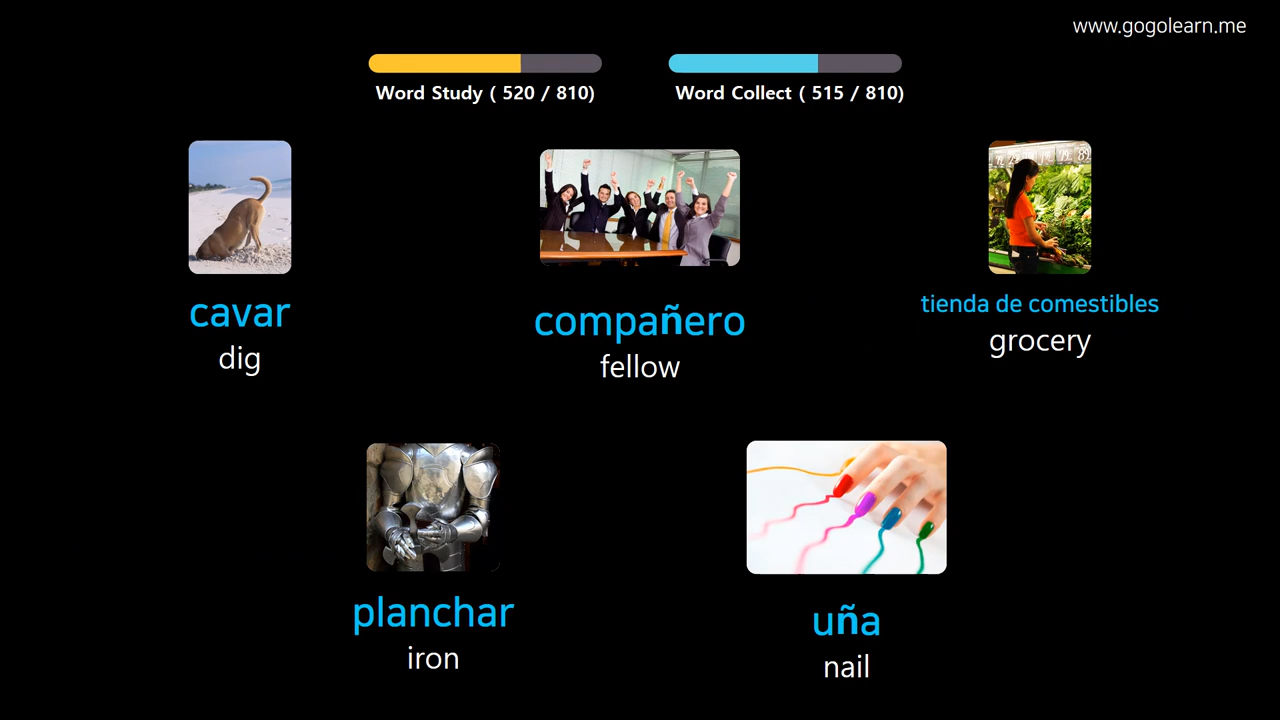 www.gogolearn.me
Word Study ( 520 / 810)
Word Collect ( 515 / 810)
cavar
dig
compañero
fellow
tienda de comestibles
grocery
planchar
iron
uña
nail